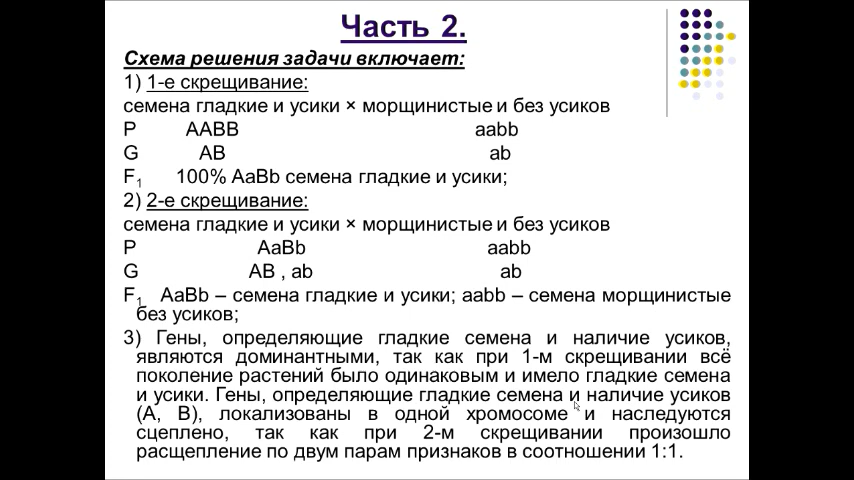 Часть 2.
Схема решения задачи включает:
1) 1-е скрещивание:
семена гладкие и усики × морщинистые и без усиков
P AABB aabb
G AB ab
F1 100% AaBb семена гладкие и усики;
2) 2-е скрещивание:
семена гладкие и усики × морщинистые и без усиков
P AaBb aabb
G AB , ab ab
F1 AaBb – семена гладкие и усики; aabb – семена морщинистые
без усиков;
3) Гены, определяющие гладкие семена и наличие усиков,
являются доминантными, так как при 1-м скрещивании всё
поколение растений было одинаковым и имело гладкие семена
и усики. Гены, определяющие гладкие семена и наличие усиков
(А, В), локализованы в одной хромосоме и наследуются
сцеплено, так как при 2-м скрещивании произошло
расщепление по двум парам признаков в соотношении 1:1.